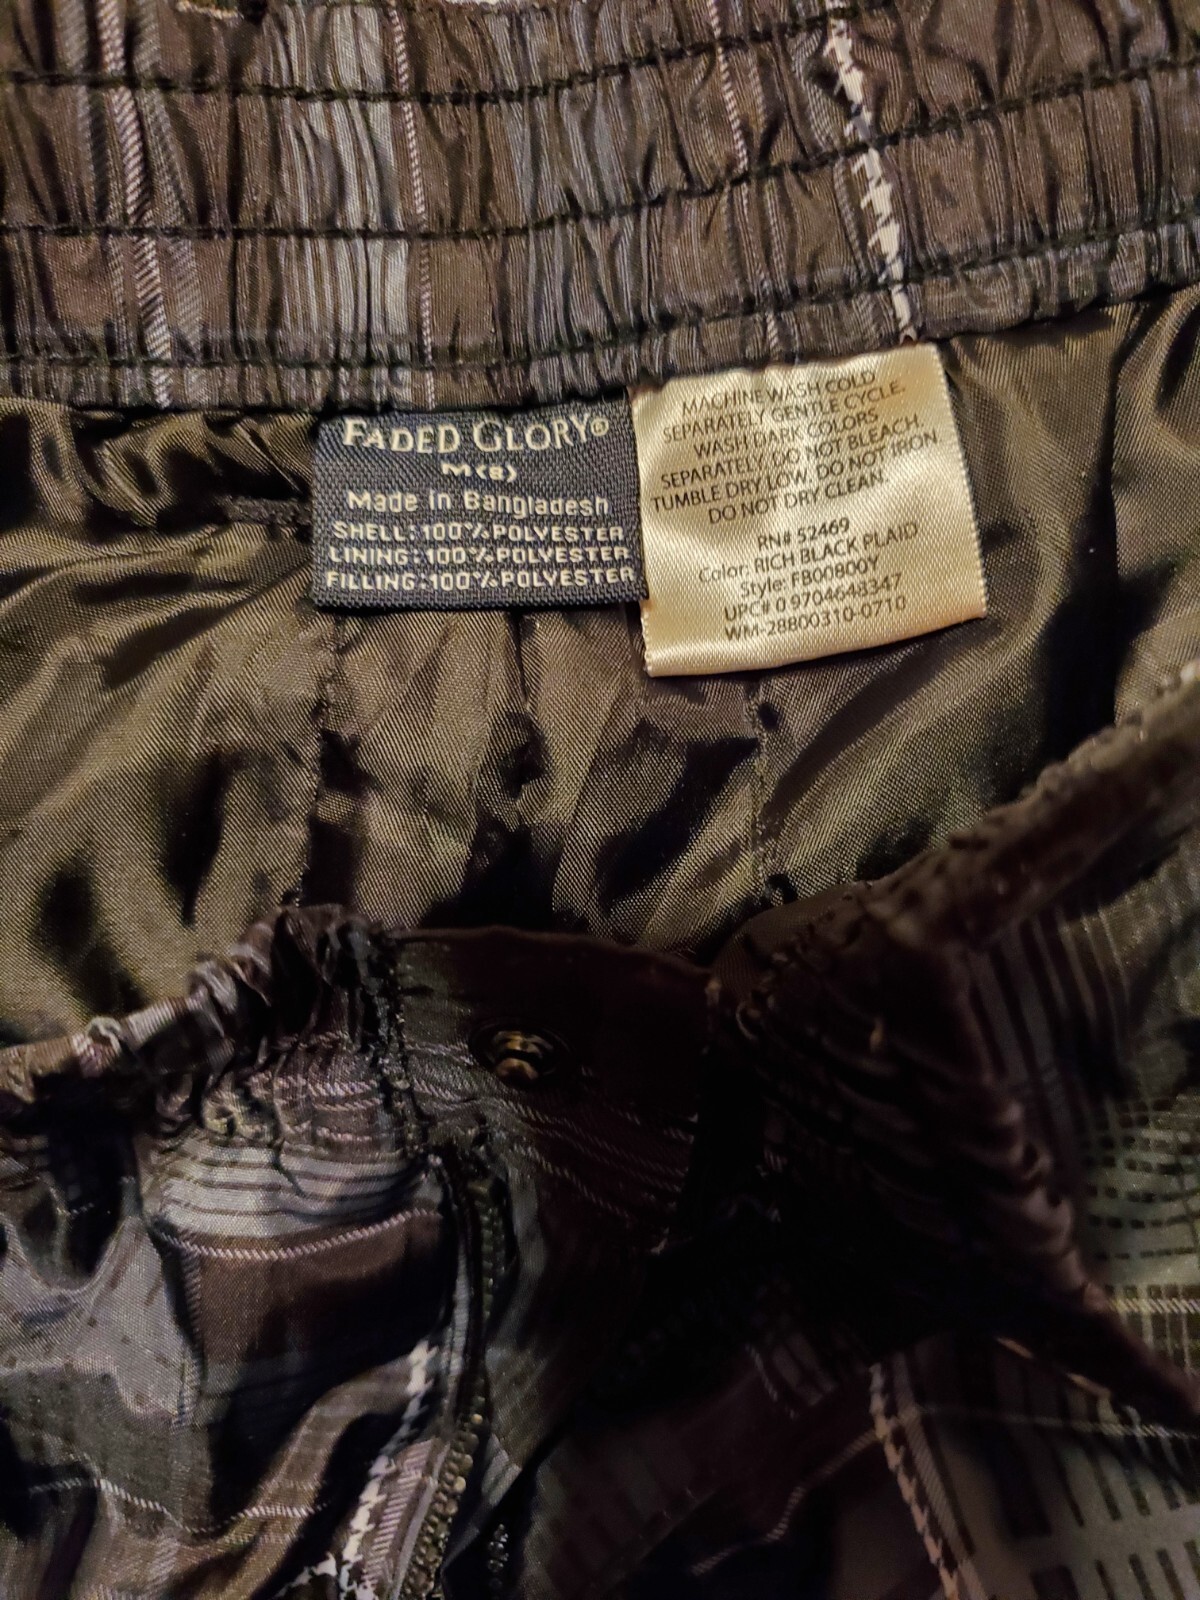 FADED GLORY®
M(8)
Made in Bangladesh
SHELL:100%POLYESTER
LINING:100%POLYESTER
FILLING:100%POLYESTER
MACHINE WASH COLD
SEPARATELY GENTLE CYCLE.
WASH DARK COLORS
SEPARATELY. DO NOT BLEACH.
TUMBLE DRY LOW. DO NOT IRON.
DO NOT DRY CLEAN.
RN# 52469
Color: RICH BLACK PLAID
Style: FB00800Y
UPC# 0 9704648347
WM-28800310-0710